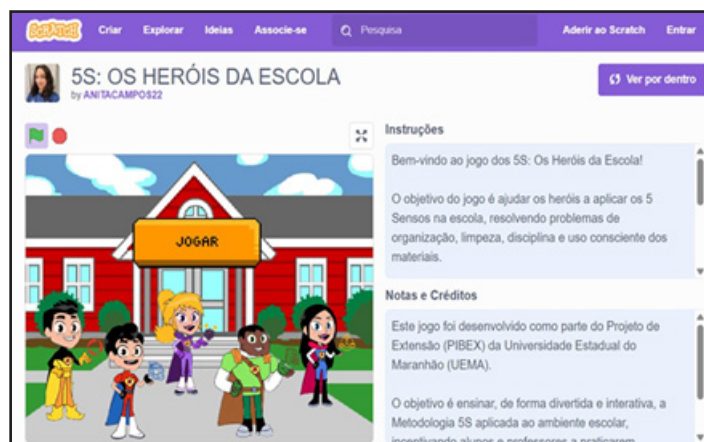 SCRATCH Criar Explorar Ideias Associe-se Pesquisa Aderir ao Scratch Entrar
5S: OS HERÓIS DA ESCOLA
by ANITACAMPOS22
Ver por dentro
Instruções
Bem-vindo ao jogo dos 5S: Os Heróis da Escola!
O objetivo do jogo é ajudar os heróis a aplicar os 5
Sensos na escola, resolvendo problemas de
organização, limpeza, disciplina e uso consciente dos
materiais.
JOGAR
Notas e Créditos
Este jogo foi desenvolvido como parte do Projeto de
Extensão (PIBEX) da Universidade Estadual do
Maranhão (UEMA).
O objetivo é ensinar, de forma divertida e interativa, a
Metodologia 5S aplicada ao ambiente escolar,
incentivando alunos e professores a praticarem